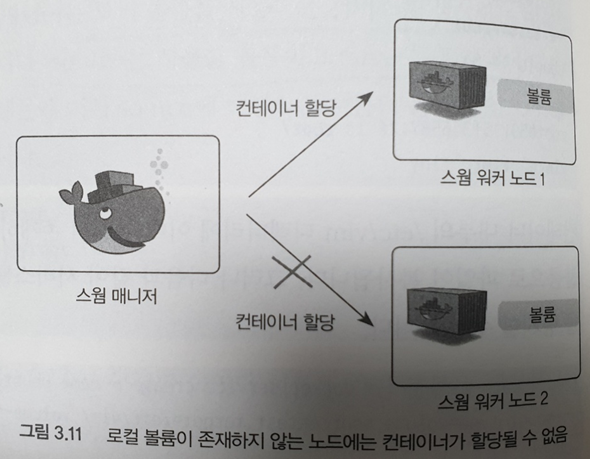 컨테이너 할당
볼륨
스웜 워커 노드 1
스웜 매니저
컨테이너 할당
볼륨
스웜 워커 노드 2
그림 3.11 로컬 볼륨이 존재하지 않는 노드에는 컨테이너가 할당될 수 없음